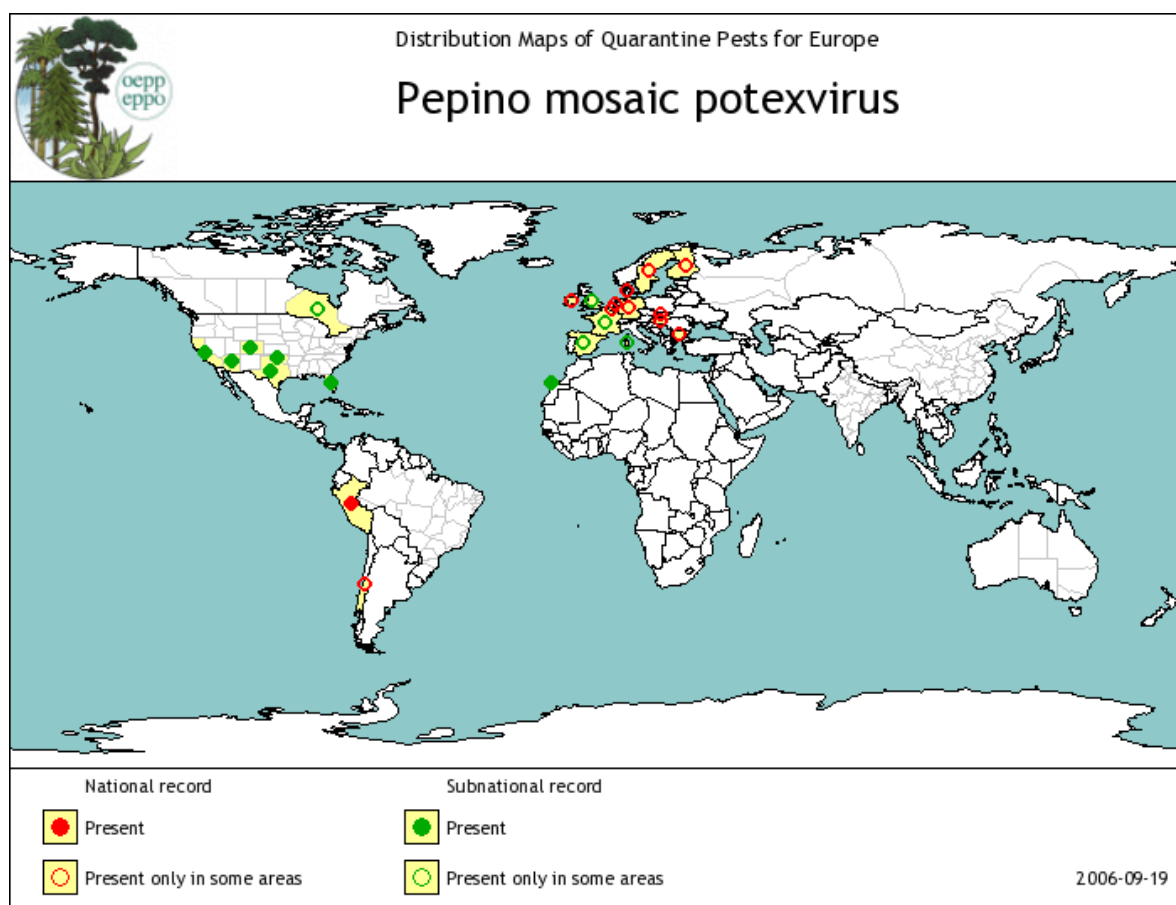 oepp
eppo
Distribution Maps of Quarantine Pests for Europe
Pepino mosaic potexvirus
National record
Subnational record
Present
Present
Present only in some areas
Present only in some areas
2006-09-19